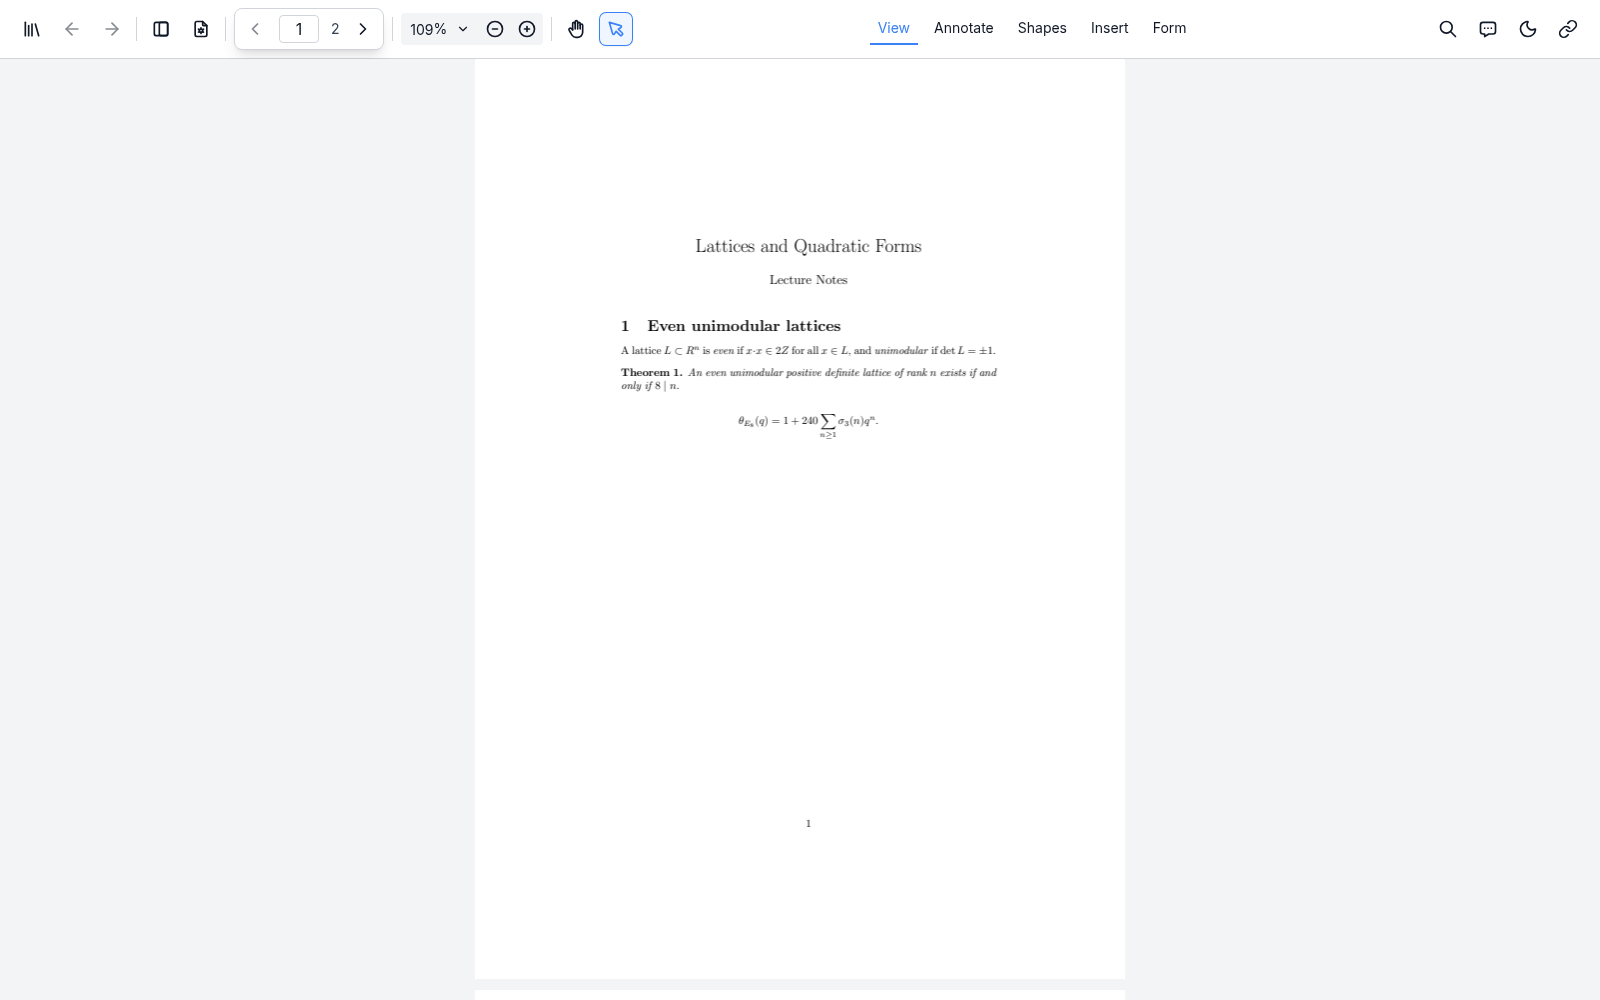 1 2 109% View Annotate Shapes Insert Form
Lattices and Quadratic Forms
Lecture Notes
1 Even unimodular lattices
A lattice L ⊂ Rⁿ is even if x·x ∈ 2Z for all x ∈ L, and unimodular if det L = ±1.
Theorem 1. An even unimodular positive definite lattice of rank n exists if and
only if 8 | n.
θ_{E₈}(q) = 1 + 240 ∑_{n≥1} σ₃(n)qⁿ.
1